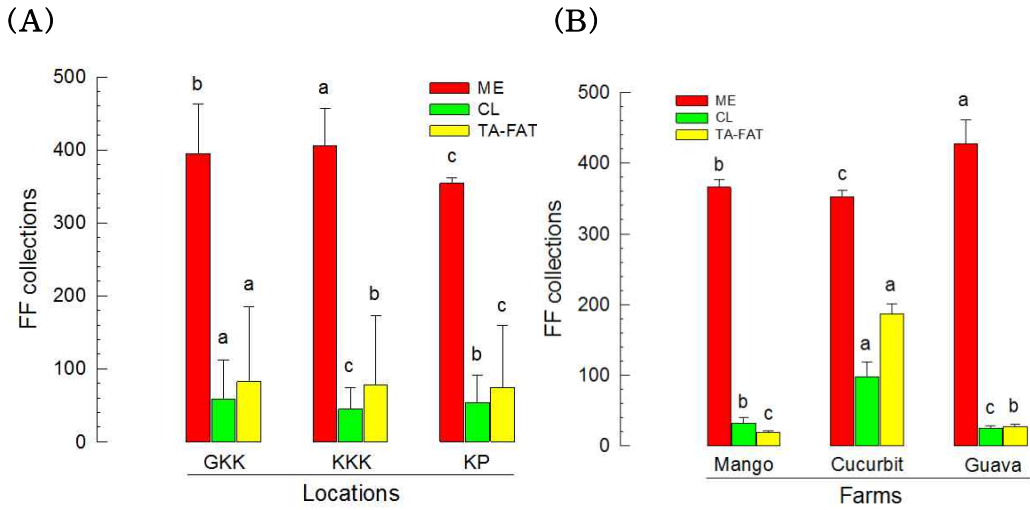 (A)
500
400
300
200
100
0
FF collections
b
a
c
a
a
c
b
b
c
ME
CL
TA-FAT
GKK
KKK
KP
Locations
(B)
500
400
300
200
100
0
FF collections
ME
CL
TA-FAT
b
b
c
c
a
a
a
c
b
Mango
Cucurbit
Guava
Farms